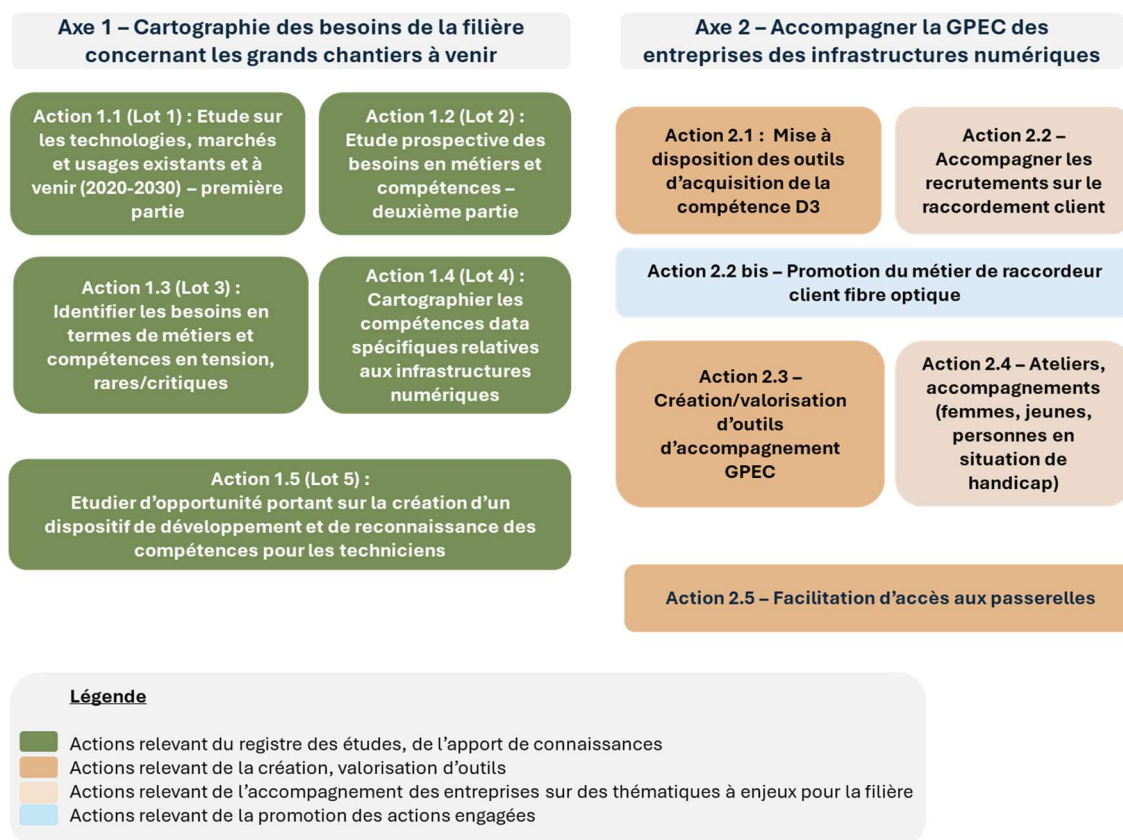 Axe 1 – Cartographie des besoins de la filière
concernant les grands chantiers à venir
Action 1.1 (Lot 1) : Etude sur
les technologies, marchés
et usages existants et à
venir (2020-2030) – première
partie
Action 1.2 (Lot 2) :
Etude prospective des
besoins en métiers et
compétences –
deuxième partie
Action 1.3 (Lot 3) :
Identifier les besoins en
termes de métiers et
compétences en tension,
rares/critiques
Action 1.4 (Lot 4) :
Cartographier les
compétences data
spécifiques relatives
aux infrastructures
numériques
Action 1.5 (Lot 5) :
Etudier d’opportunité portant sur la création d’un
dispositif de développement et de reconnaissance des
compétences pour les techniciens
Axe 2 – Accompagner la GPEC des
entreprises des infrastructures numériques
Action 2.1 : Mise à
disposition des outils
d’acquisition de la
compétence D3
Action 2.2 –
Accompagner les
recrutements sur le
raccordement client
Action 2.2 bis – Promotion du métier de raccordeur
client fibre optique
Action 2.3 –
Création/valorisation
d’outils
d’accompagnement
GPEC
Action 2.4 – Ateliers,
accompagnements
(femmes, jeunes,
personnes en
situation de
handicap)
Action 2.5 – Facilitation d’accès aux passerelles
Légende
Actions relevant du registre des études, de l’apport de connaissances
Actions relevant de la création, valorisation d’outils
Actions relevant de l’accompagnement des entreprises sur des thématiques à enjeux pour la filière
Actions relevant de la promotion des actions engagées